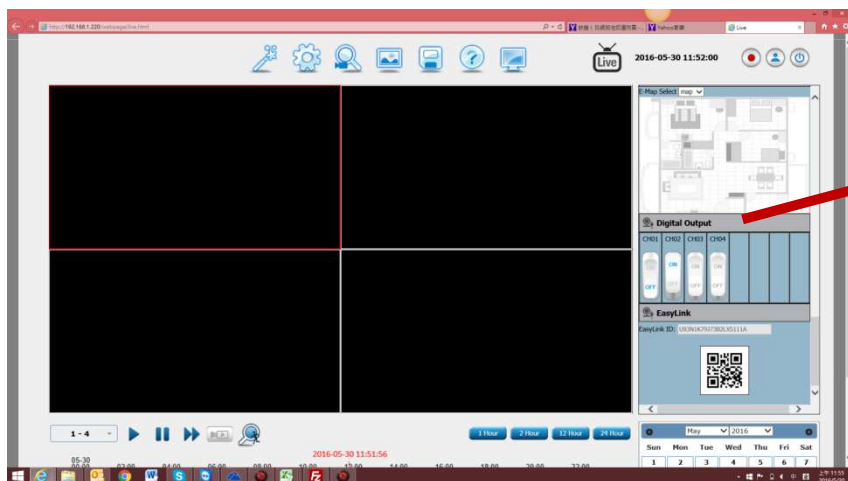 http://192.168.1.220/webpage/live.html
Live
Live
2016-05-30 11:52:00
E-Map Select map
Digital Output
CH01 CH02 CH03 CH04
ON ON ON
OFF OFF OFF OFF
EasyLink
EasyLink ID:
1 - 4
1 Hour 2 Hour 12 Hour 24 Hour
May 2016
2016-05-30 11:51:56
Sun Mon Tue Wed Thu Fri Sat
05-30
00:00 02:00 04:00 06:00 08:00 10:00 12:00 14:00 16:00 18:00 20:00 22:00
1 2 3 4 5 6 7